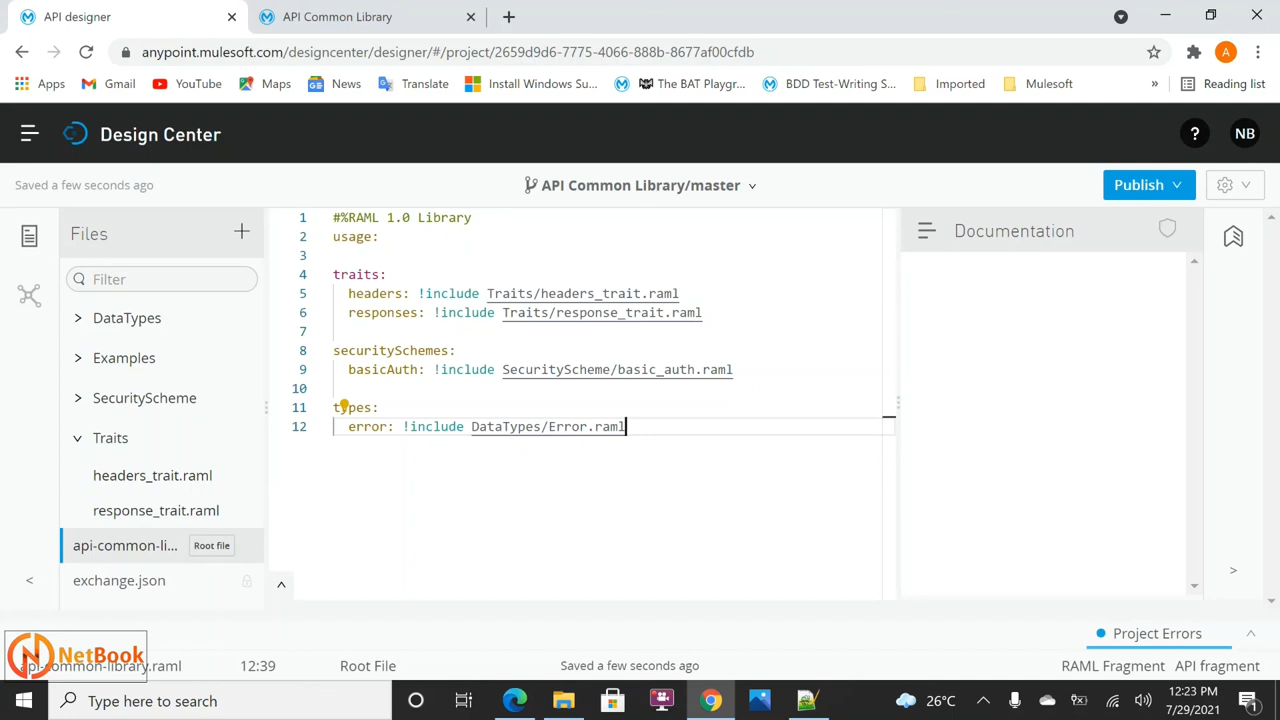 API designer
API Common Library
anypoint.mulesoft.com/designcenter/designer/#/project/2659d9d6-7775-4066-888b-8677af00cfdb
A
Apps
Gmail
YouTube
Maps
News
Translate
Install Windows Su...
The BAT Playgr...
BDD Test-Writing S...
Imported
Mulesoft
»
Reading list
Design Center
?
NB
Saved a few seconds ago
API Common Library/master
Publish
Files
Filter
DataTypes
Examples
SecurityScheme
Traits
headers_trait.raml
response_trait.raml
api-common-li... Root file
exchange.json
1 #%RAML 1.0 Library
2 usage:
3
4 traits:
5 headers: !include Traits/headers_trait.raml
6 responses: !include Traits/response_trait.raml
7
8 securitySchemes:
9 basicAuth: !include SecurityScheme/basic_auth.raml
10
11 types:
12 error: !include DataTypes/Error.raml
Documentation
Project Errors
NetBook
api-common-library.raml
12:39
Root File
Saved a few seconds ago
RAML Fragment
API fragment
Type here to search
26°C
12:23 PM
7/29/2021
1